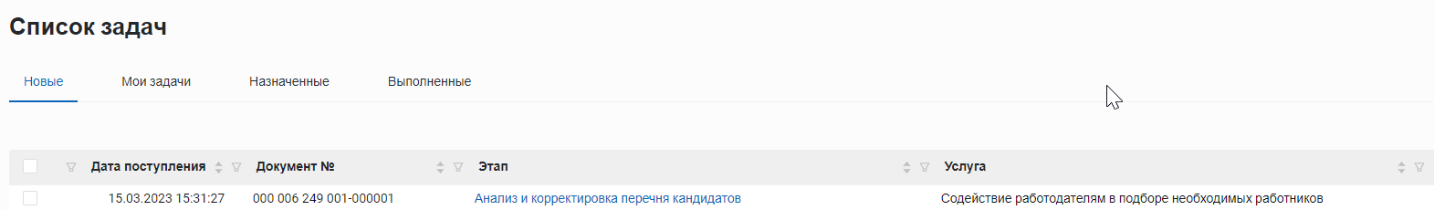 Список задач
Новые Мои задачи Назначенные Выполненные
Дата поступления Документ № Этап Услуга
15.03.2023 15:31:27 000 006 249 001-000001 Анализ и корректировка перечня кандидатов Содействие работодателям в подборе необходимых работников